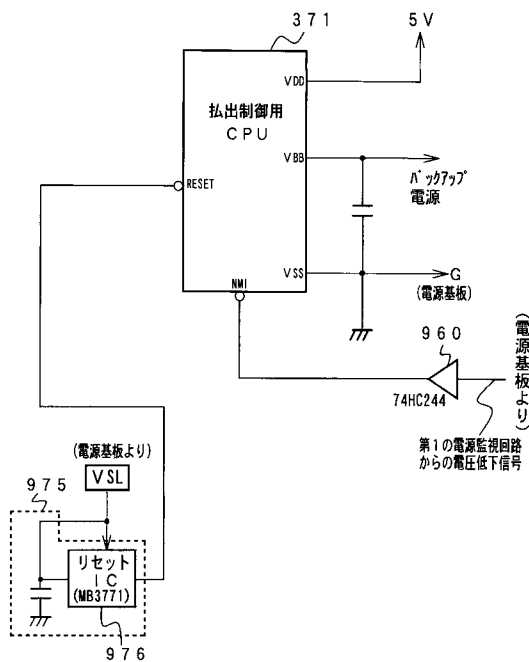 371
5V
VDD
払出制御用
CPU
VBB
RESET
バックアップ
電源
VSS
G
(電源基板)
NMI
960
(電源基板より)
74HC244
第1の電源監視回路
からの電圧低下信号
(電源基板より)
975
VSL
リセット
IC
(MB3771)
976